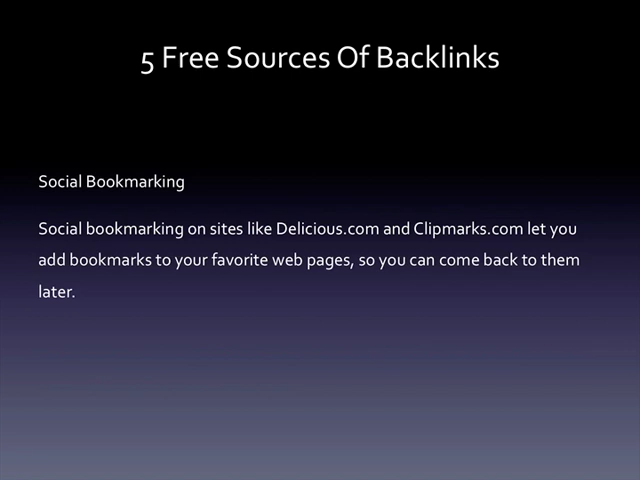 5 Free Sources Of Backlinks
Social Bookmarking
Social bookmarking on sites like Delicious.com and Clipmarks.com let you
add bookmarks to your favorite web pages, so you can come back to them
later.